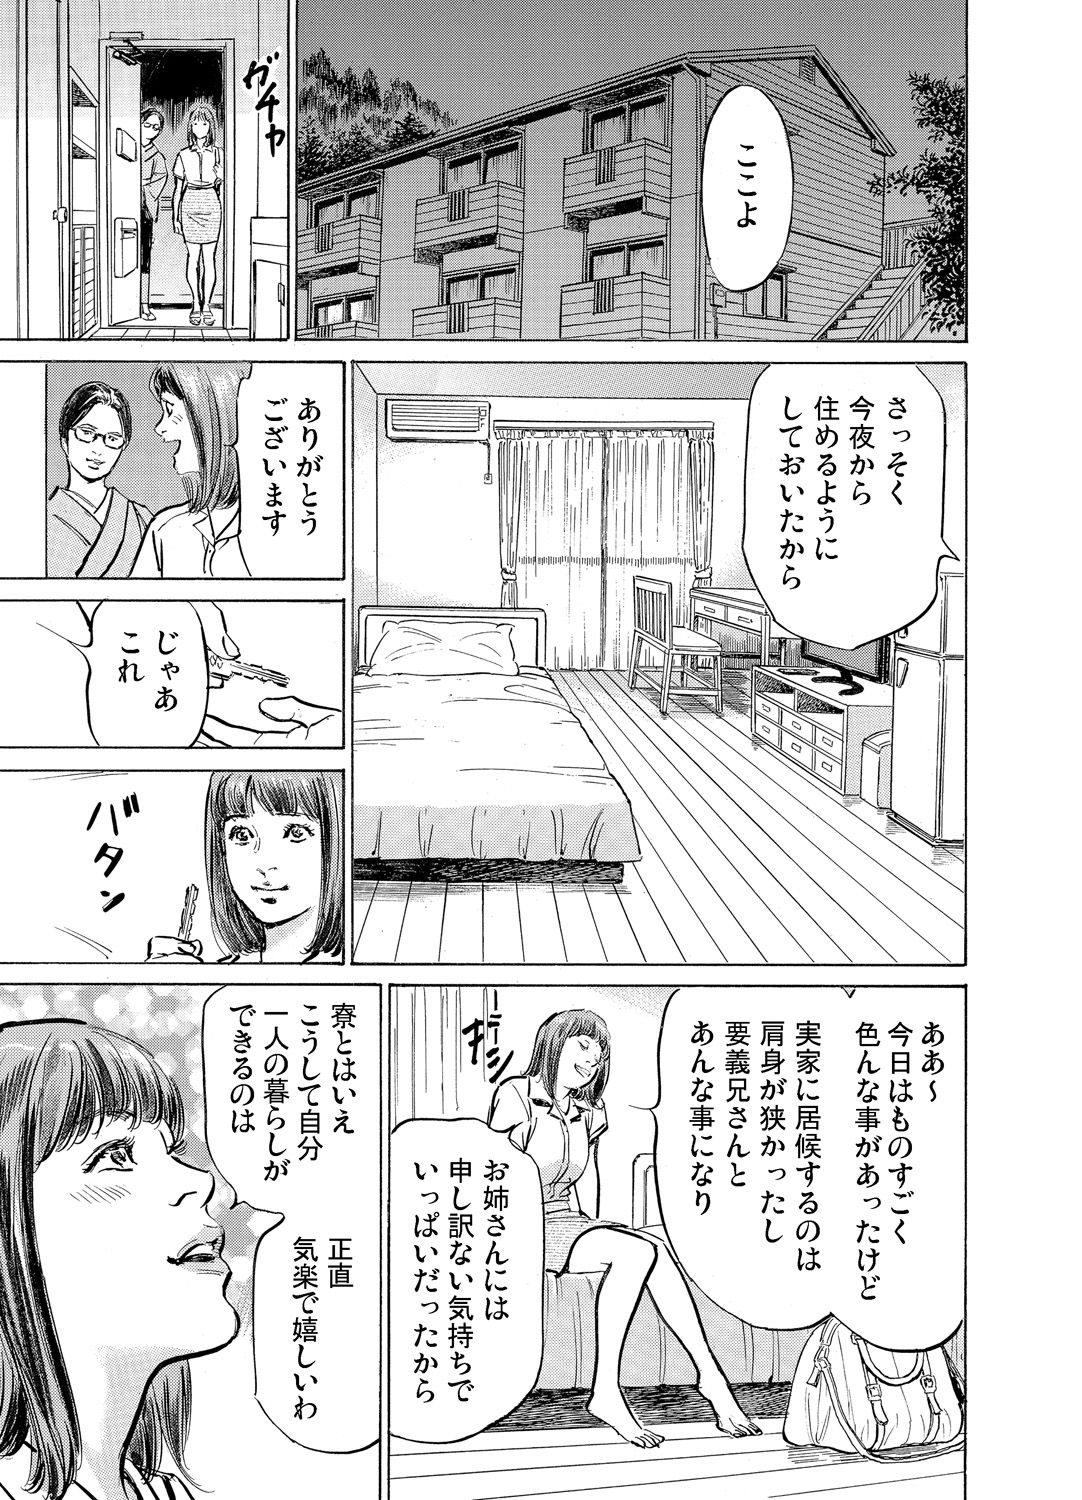 ここよ
ガチャ
さっそく
今夜から
住めるように
しておいたから
ありがとう
ございます
じゃあ
これ
バタン
ああ〜
今日はものすごく
色んな事があったけど
実家に居候するのは
肩身が狭かったし
要義兄さんと
あんな事になり
お姉さんには
申し訳ない気持ちで
いっぱいだったから
寮とはいえ
こうして自分
一人の暮らしが
できるのは
正直
気楽で嬉しいわ